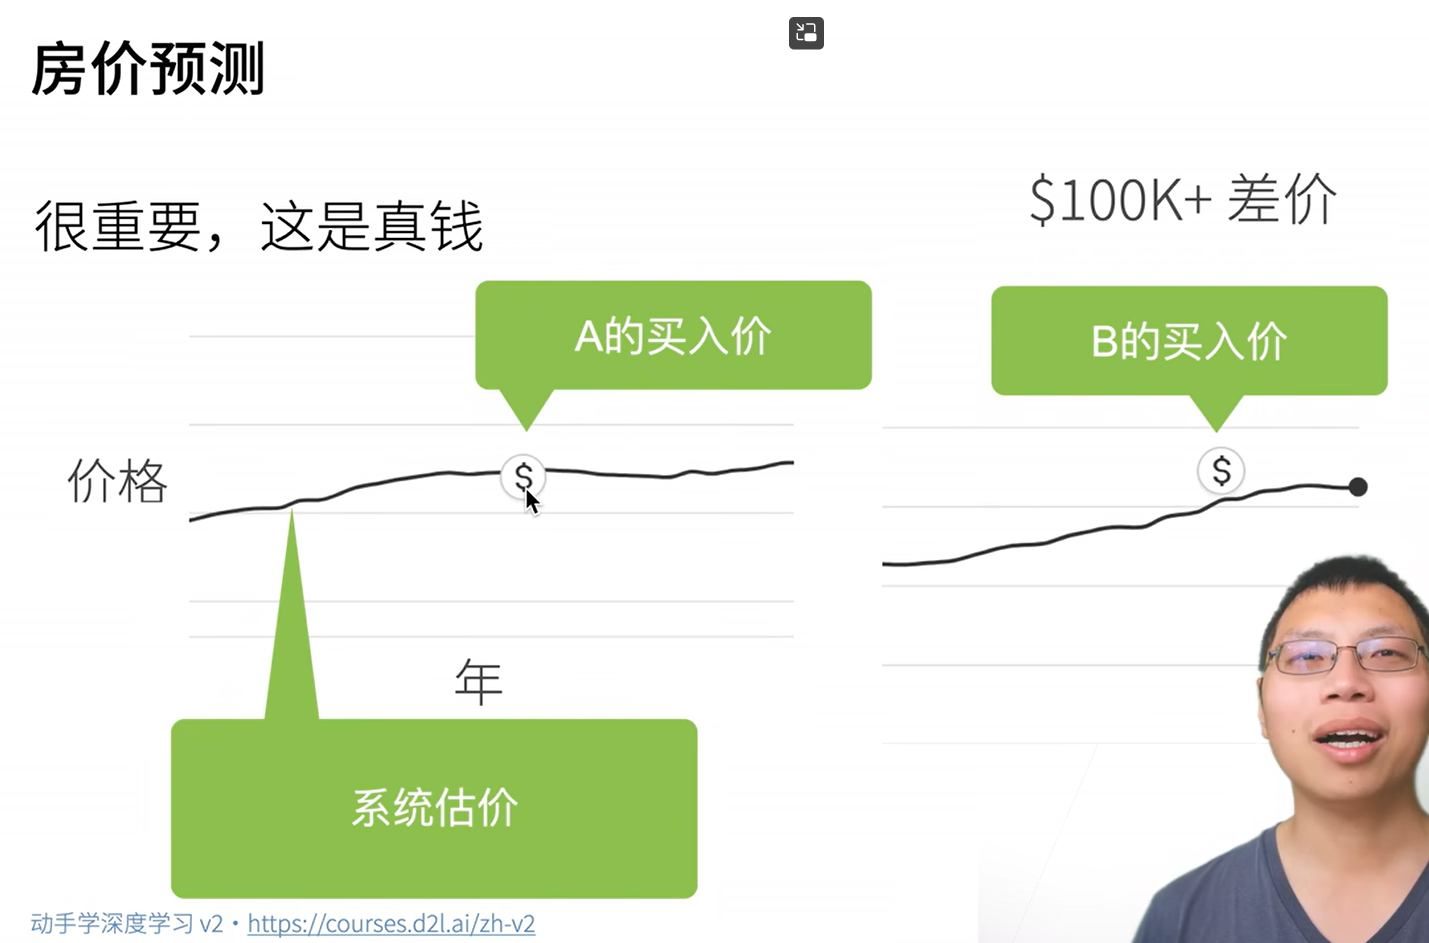 房价预测
很重要，这是真钱
$100K+ 差价
A的买入价
B的买入价
$
$
价格
年
系统估价
动手学深度学习 v2・https://courses.d2l.ai/zh-v2